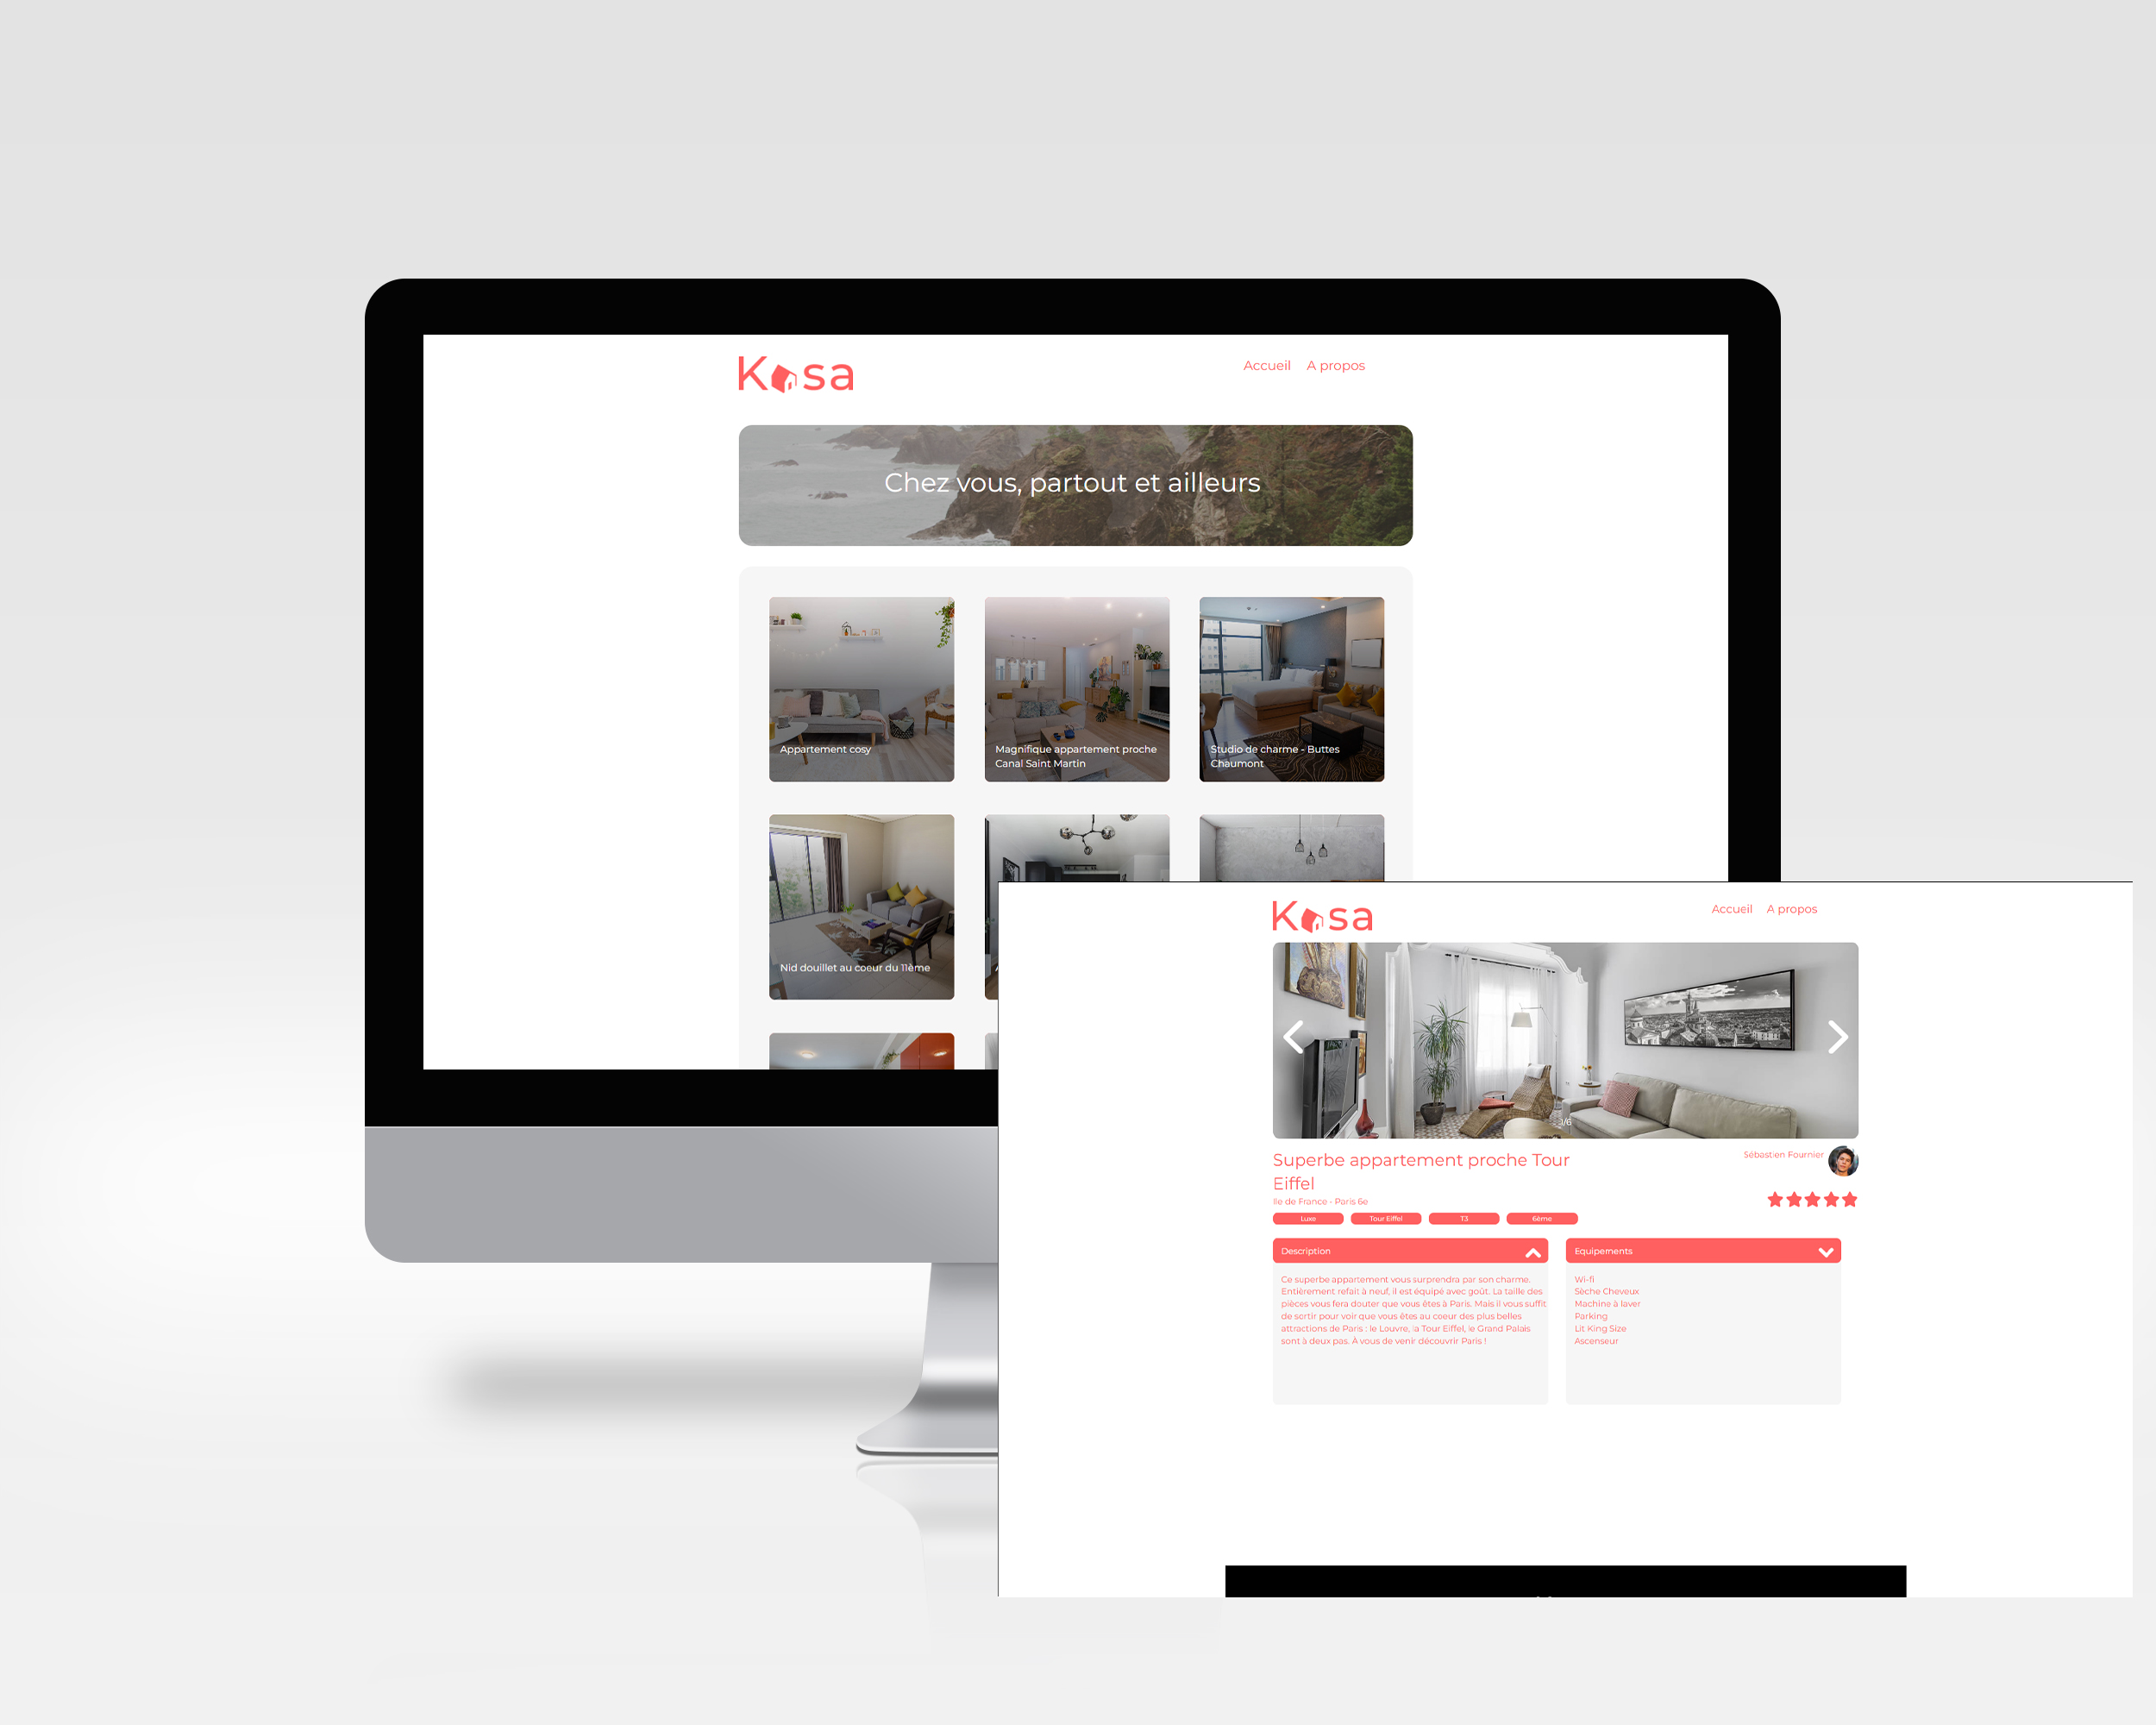 Kasa
Accueil A propos
Chez vous, partout et ailleurs
Appartement cosy
Magnifique appartement proche
Canal Saint Martin
Studio de charme - Buttes
Chaumont
Nid douillet au coeur du 11ème
Kasa
Accueil A propos
1/6
Superbe appartement proche Tour
Eiffel
Ile de France - Paris 6e
Sébastien Fournier
Luxe Tour Eiffel T3 6ème
Description
Ce superbe appartement vous surprendra par son charme.
Entièrement refait à neuf, il est équipé avec goût. La taille des
pièces vous fera douter que vous êtes à Paris. Mais il vous suffit
de sortir pour voir que vous êtes au coeur des plus belles
attractions de Paris : le Louvre, la Tour Eiffel, le Grand Palais
sont à deux pas. À vous de venir découvrir Paris !
Equipements
Wi-fi
Sèche Cheveux
Machine à laver
Parking
Lit King Size
Ascenseur